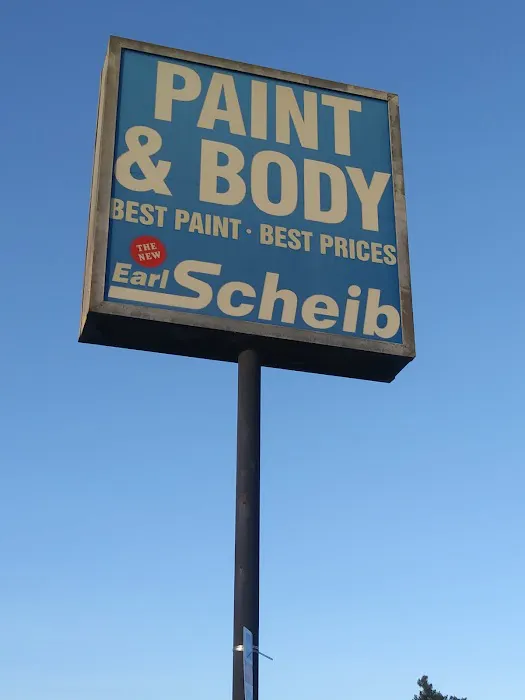 PAINT
& BODY
BEST PAINT · BEST PRICES
THE
NEW
Earl Scheib